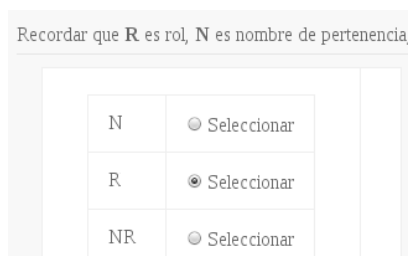 Recordar que R es rol, N es nombre de pertenencia,
N Seleccionar
R Seleccionar
NR Seleccionar